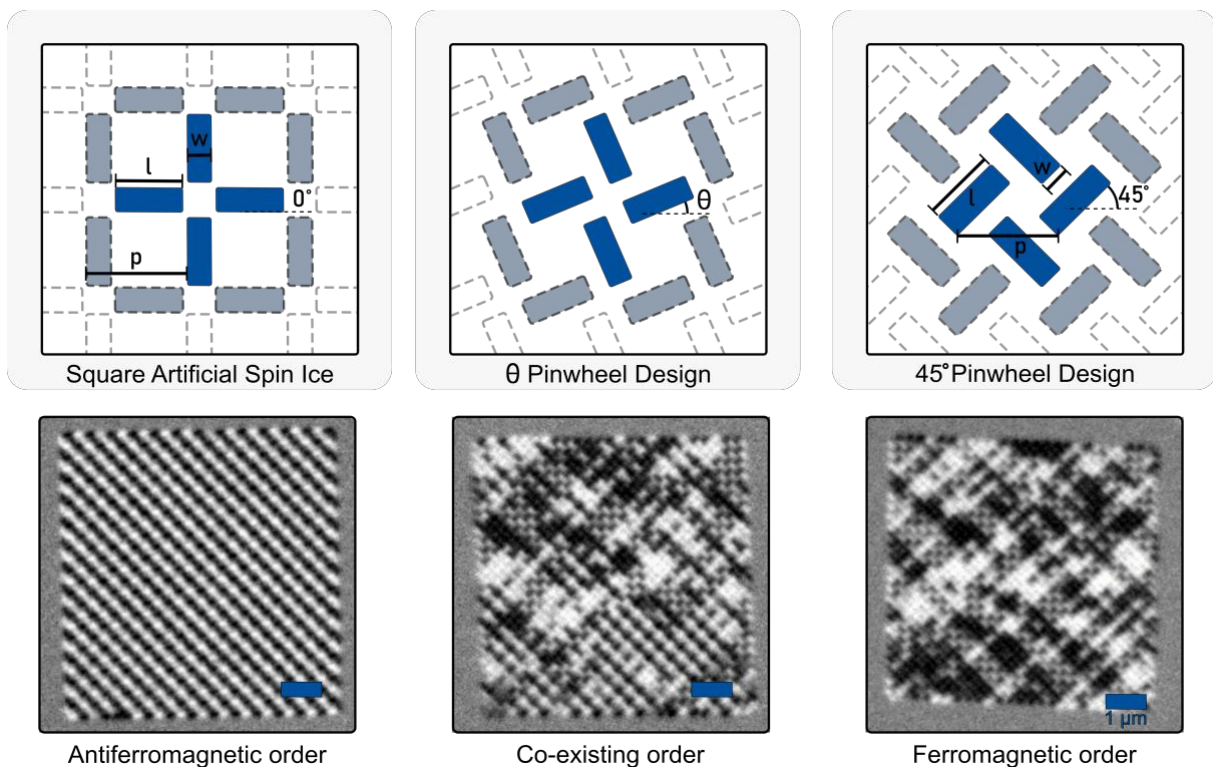 w
l
0°
p
Square Artificial Spin Ice
θ
θ Pinwheel Design
w
l
45°
p
45°Pinwheel Design
Antiferromagnetic order
Co-existing order
1 µm
Ferromagnetic order